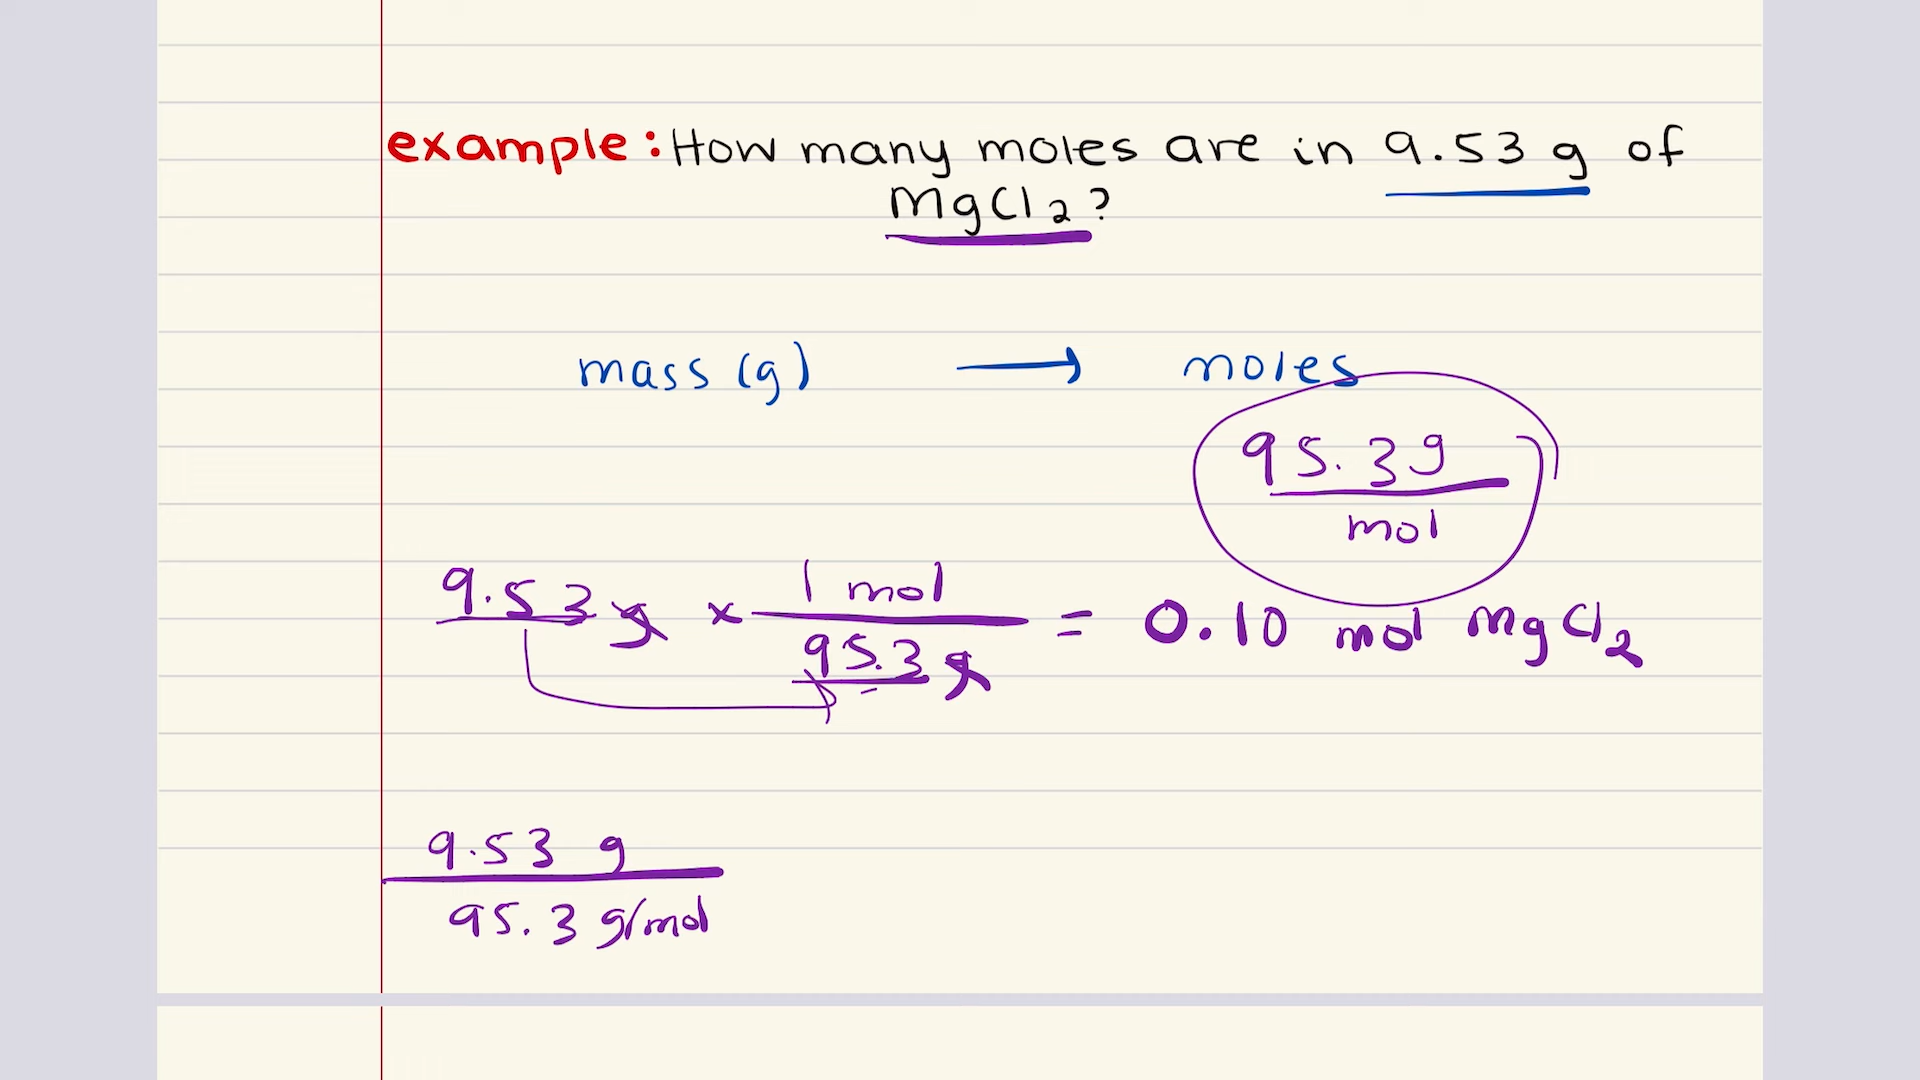 example: How many moles are in 9.53 g of
MgCl₂?
mass (g) → moles
95.3 g
mol
9.53 g × 1 mol / 95.3 g = 0.10 mol MgCl₂
9.53 g
95.3 g/mol